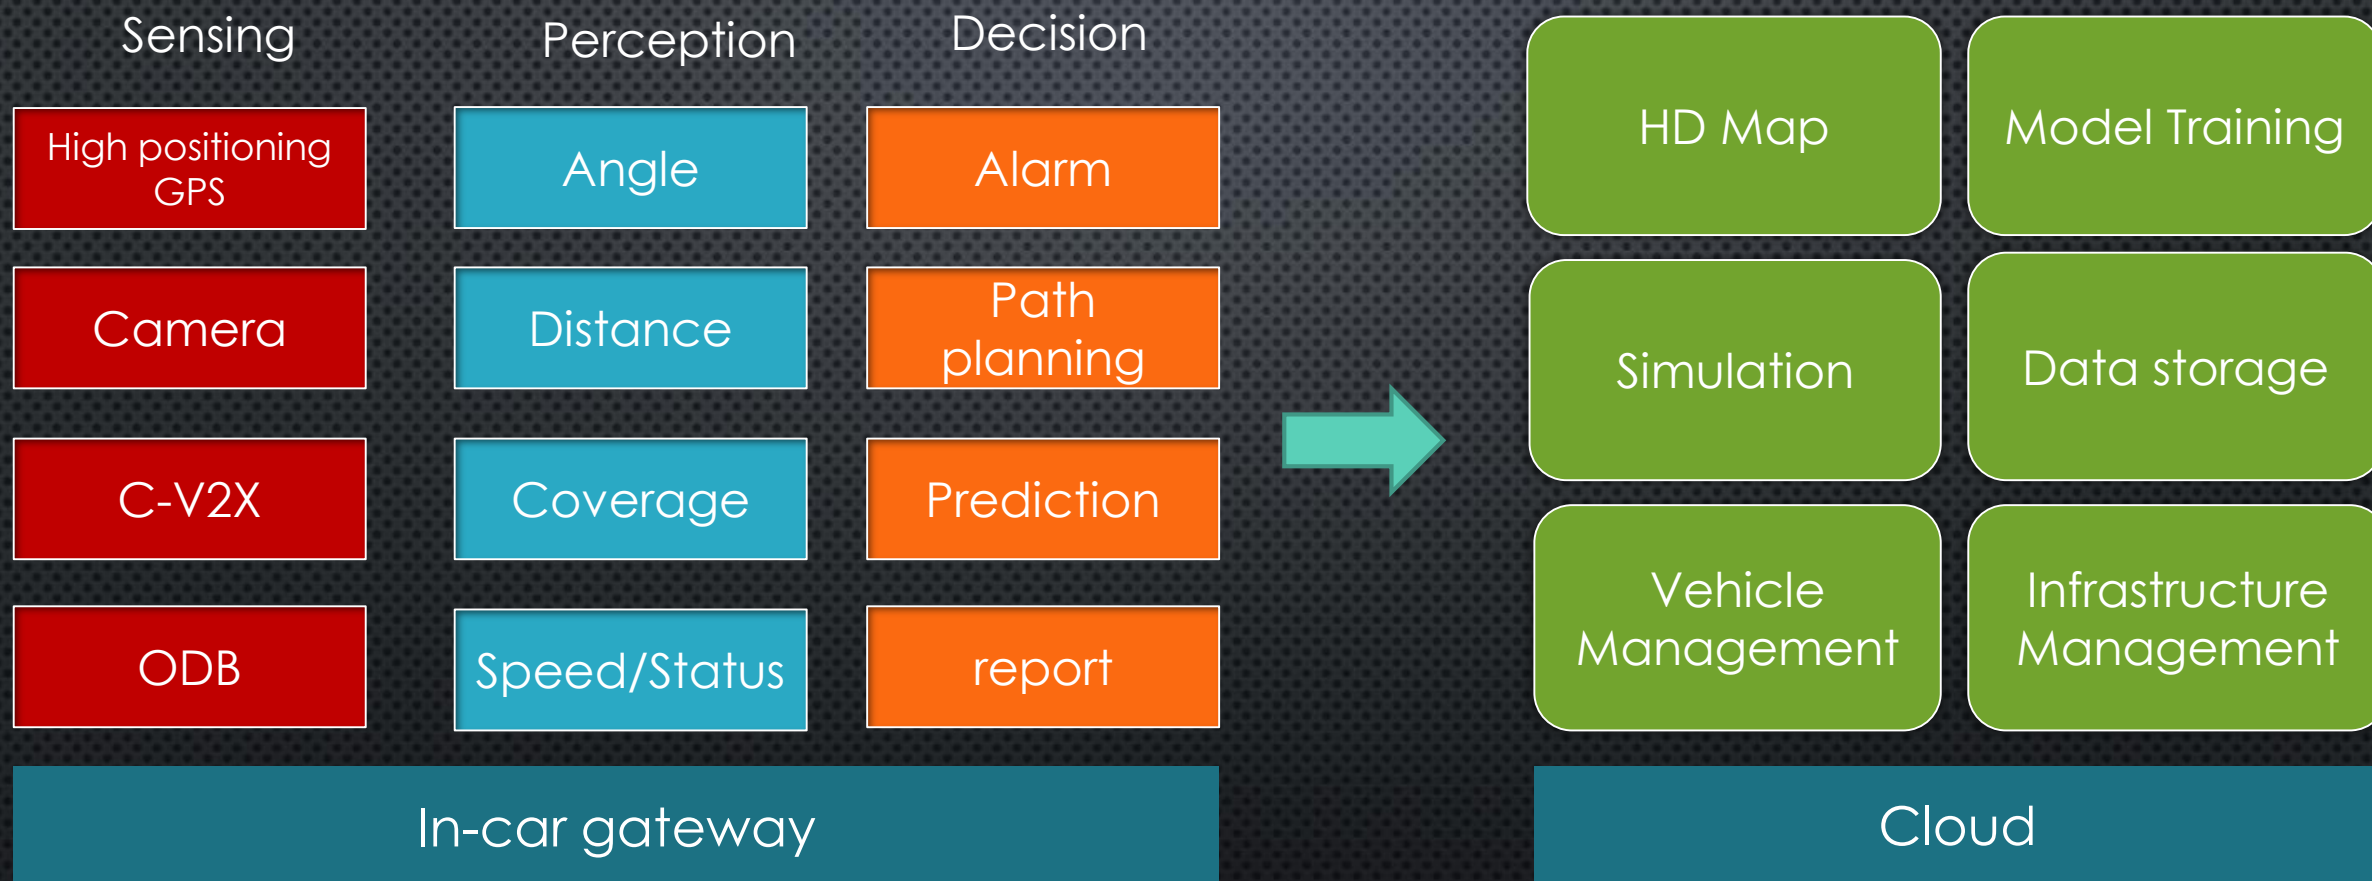 Sensing
High positioning
GPS
Camera
C-V2X
ODB
Perception
Angle
Distance
Coverage
Speed/Status
Decision
Alarm
Path
planning
Prediction
report
In-car gateway
HD Map
Model Training
Simulation
Data storage
Vehicle
Management
Infrastructure
Management
Cloud